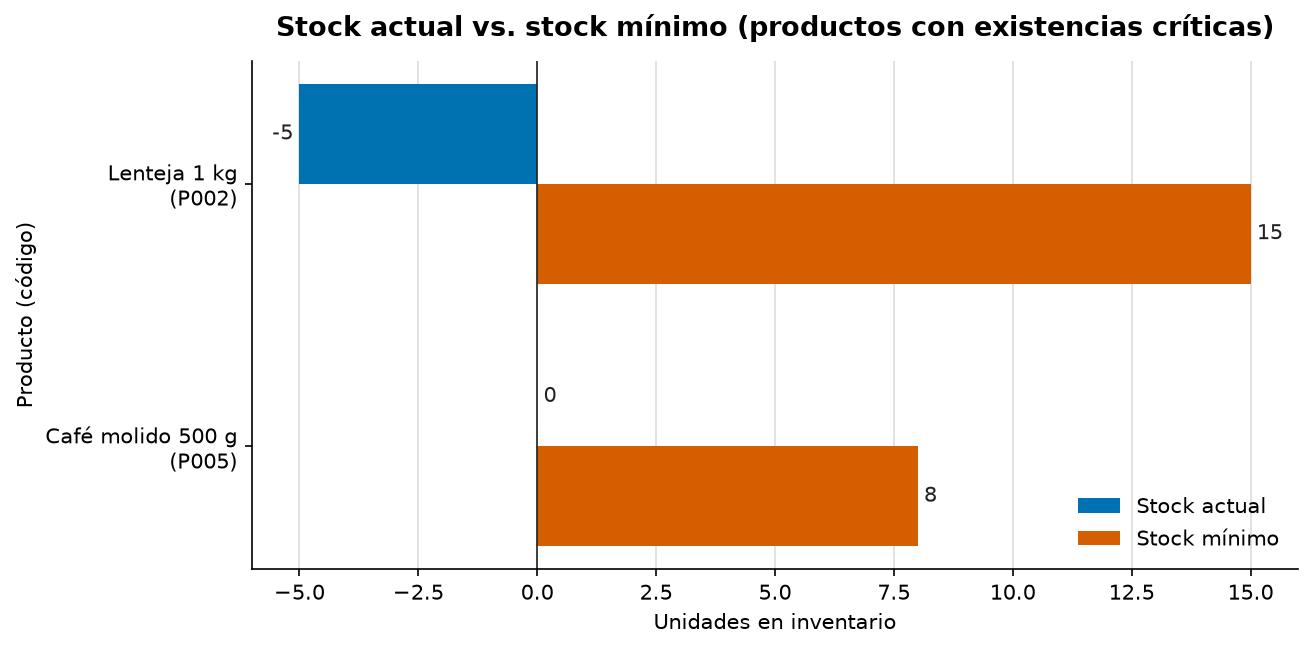 Stock actual vs. stock mínimo (productos con existencias críticas)
Producto (código)
Lenteja 1 kg
(P002)
-5
15
Café molido 500 g
(P005)
0
8
Stock actual
Stock mínimo
−5.0 −2.5 0.0 2.5 5.0 7.5 10.0 12.5 15.0
Unidades en inventario